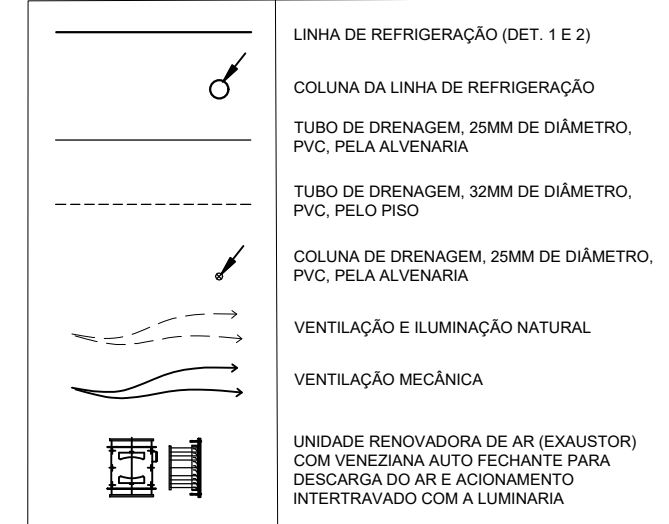 LINHA DE REFRIGERAÇÃO (DET. 1 E 2)
COLUNA DA LINHA DE REFRIGERAÇÃO
TUBO DE DRENAGEM, 25MM DE DIÂMETRO,
PVC, PELA ALVENARIA
TUBO DE DRENAGEM, 32MM DE DIÂMETRO,
PVC, PELO PISO
COLUNA DE DRENAGEM, 25MM DE DIÂMETRO,
PVC, PELA ALVENARIA
VENTILAÇÃO E ILUMINAÇÃO NATURAL
VENTILAÇÃO MECÂNICA
UNIDADE RENOVADORA DE AR (EXAUSTOR)
COM VENEZIANA AUTO FECHANTE PARA
DESCARGA DO AR E ACIONAMENTO
INTERTRAVADO COM A LUMINARIA